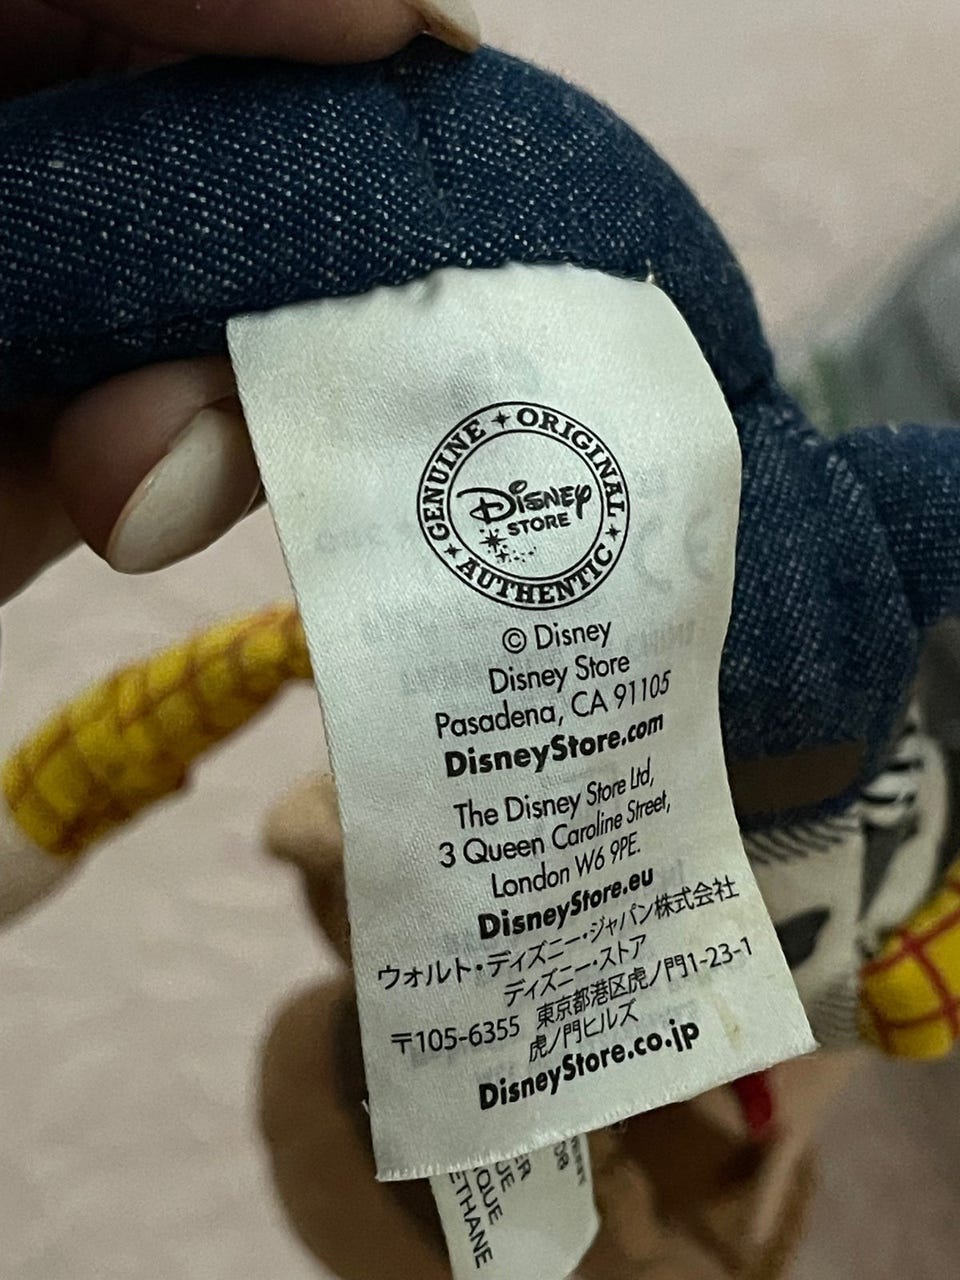 GENUINE ORIGINAL AUTHENTIC
Disney
STORE
© Disney
Disney Store
Pasadena, CA 91105
DisneyStore.com
The Disney Store Ltd,
3 Queen Caroline Street,
London W6 9PE.
DisneyStore.eu
ウォルト・ディズニー・ジャパン株式会社
ディズニー・ストア
〒105-6355 東京都港区虎ノ門1-23-1
虎ノ門ヒルズ
DisneyStore.co.jp